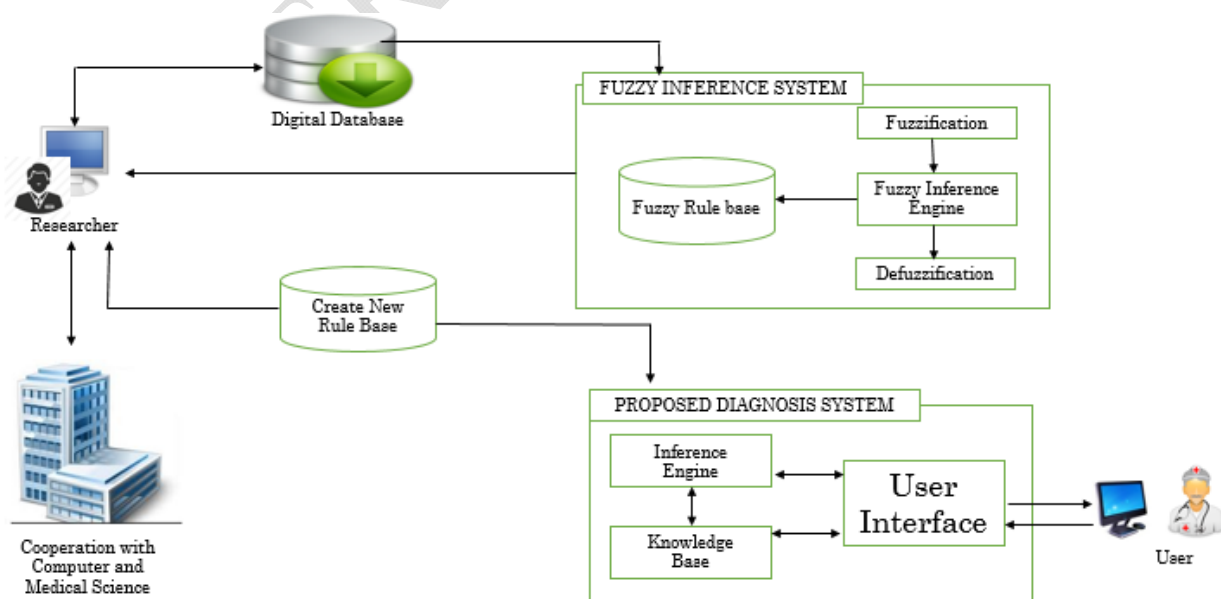 Digital Database
FUZZY INFERENCE SYSTEM
Fuzzification
Fuzzy Rule base
Fuzzy Inference
Engine
Defuzzification
Researcher
Create New
Rule Base
PROPOSED DIAGNOSIS SYSTEM
Inference
Engine
User
Interface
Knowledge
Base
User
Cooperation with
Computer and
Medical Science